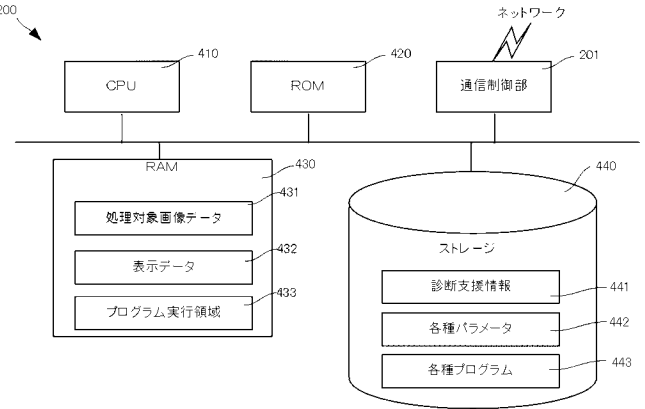 200
ネットワーク
410
420
201
CPU
ROM
通信制御部
RAM
430
431
処理対象画像データ
432
表示データ
433
プログラム実行領域
440
ストレージ
診断支援情報
441
各種パラメータ
442
各種プログラム
443